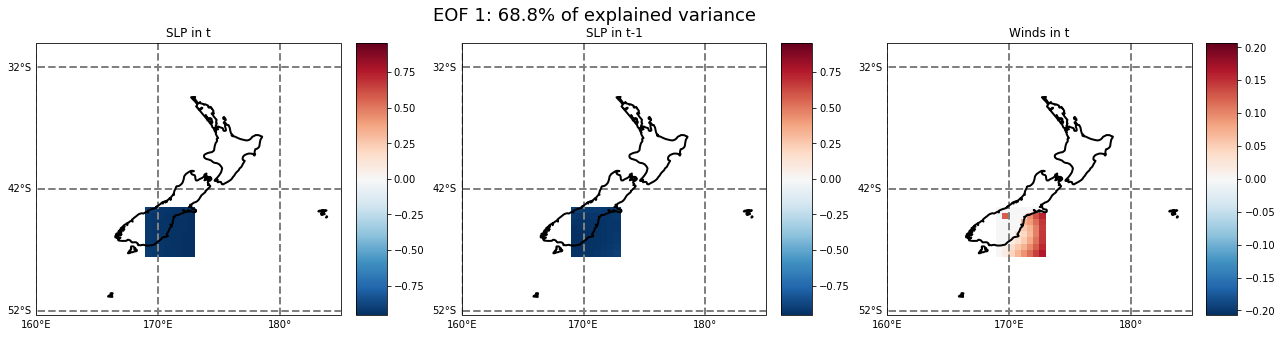 EOF 1: 68.8% of explained variance
SLP in t
SLP in t-1
Winds in t
32°S
42°S
52°S
160°E
170°E
180°
0.75
0.50
0.25
0.00
−0.25
−0.50
−0.75
32°S
42°S
52°S
160°E
170°E
180°
0.75
0.50
0.25
0.00
−0.25
−0.50
−0.75
32°S
42°S
52°S
160°E
170°E
180°
0.20
0.15
0.10
0.05
0.00
−0.05
−0.10
−0.15
−0.20